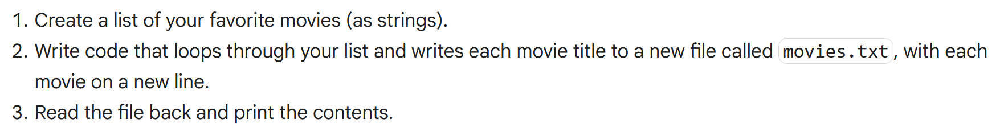 1. Create a list of your favorite movies (as strings).
2. Write code that loops through your list and writes each movie title to a new file called movies.txt, with each
movie on a new line.
3. Read the file back and print the contents.